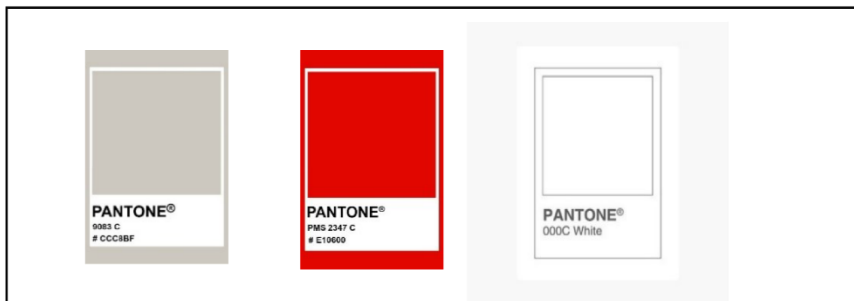 PANTONE®
9083 C
# CCC8BF
PANTONE®
PMS 2347 C
# E10600
PANTONE®
000C White